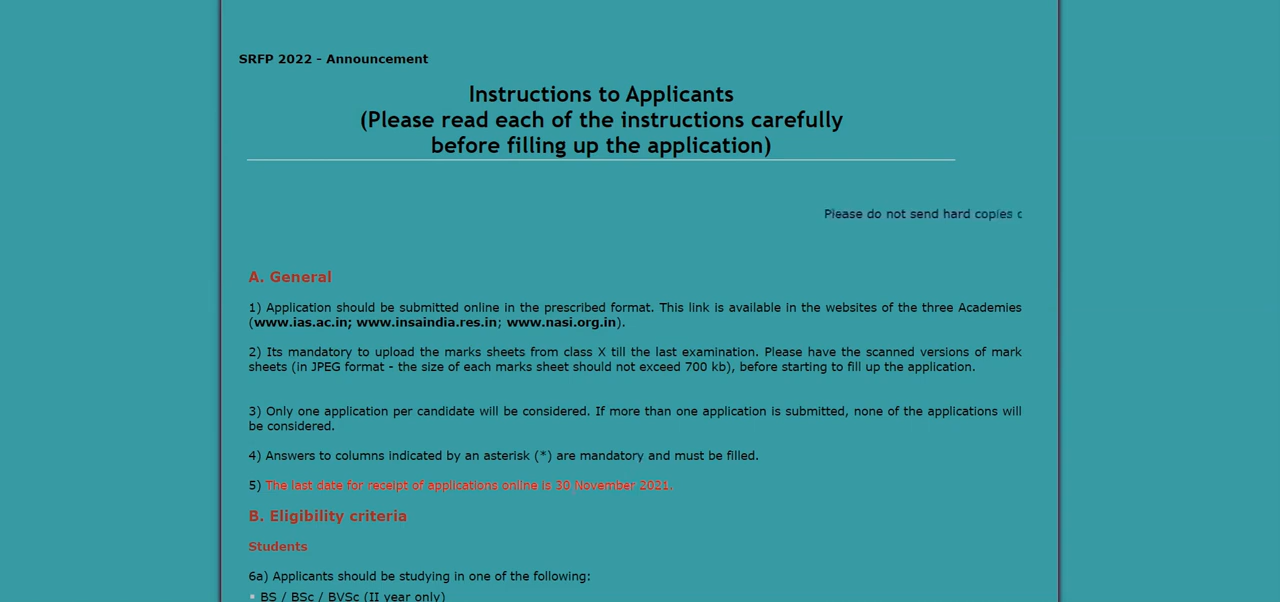 SRFP 2022 - Announcement
Instructions to Applicants
(Please read each of the instructions carefully
before filling up the application)
Please do not send hard copies
A. General
1) Application should be submitted online in the prescribed format. This link is available in the websites of the three Academies
(www.ias.ac.in; www.insaindia.res.in; www.nasi.org.in).
2) Its mandatory to upload the marks sheets from class X till the last examination. Please have the scanned versions of mark
sheets (in JPEG format - the size of each marks sheet should not exceed 700 kb), before starting to fill up the application.
3) Only one application per candidate will be considered. If more than one application is submitted, none of the applications will
be considered.
4) Answers to columns indicated by an asterisk (*) are mandatory and must be filled.
5) The last date for receipt of applications online is 30 November 2021.
B. Eligibility criteria
Students
6a) Applicants should be studying in one of the following:
▪ BS / BSc / BVSc (II year only)